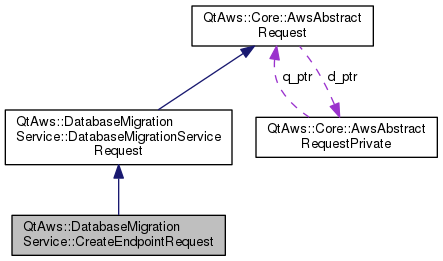 QtAws::Core::AwsAbstract
Request
q_ptr
d_ptr
QtAws::DatabaseMigration
Service::DatabaseMigrationService
Request
QtAws::Core::AwsAbstract
RequestPrivate
QtAws::DatabaseMigration
Service::CreateEndpointRequest